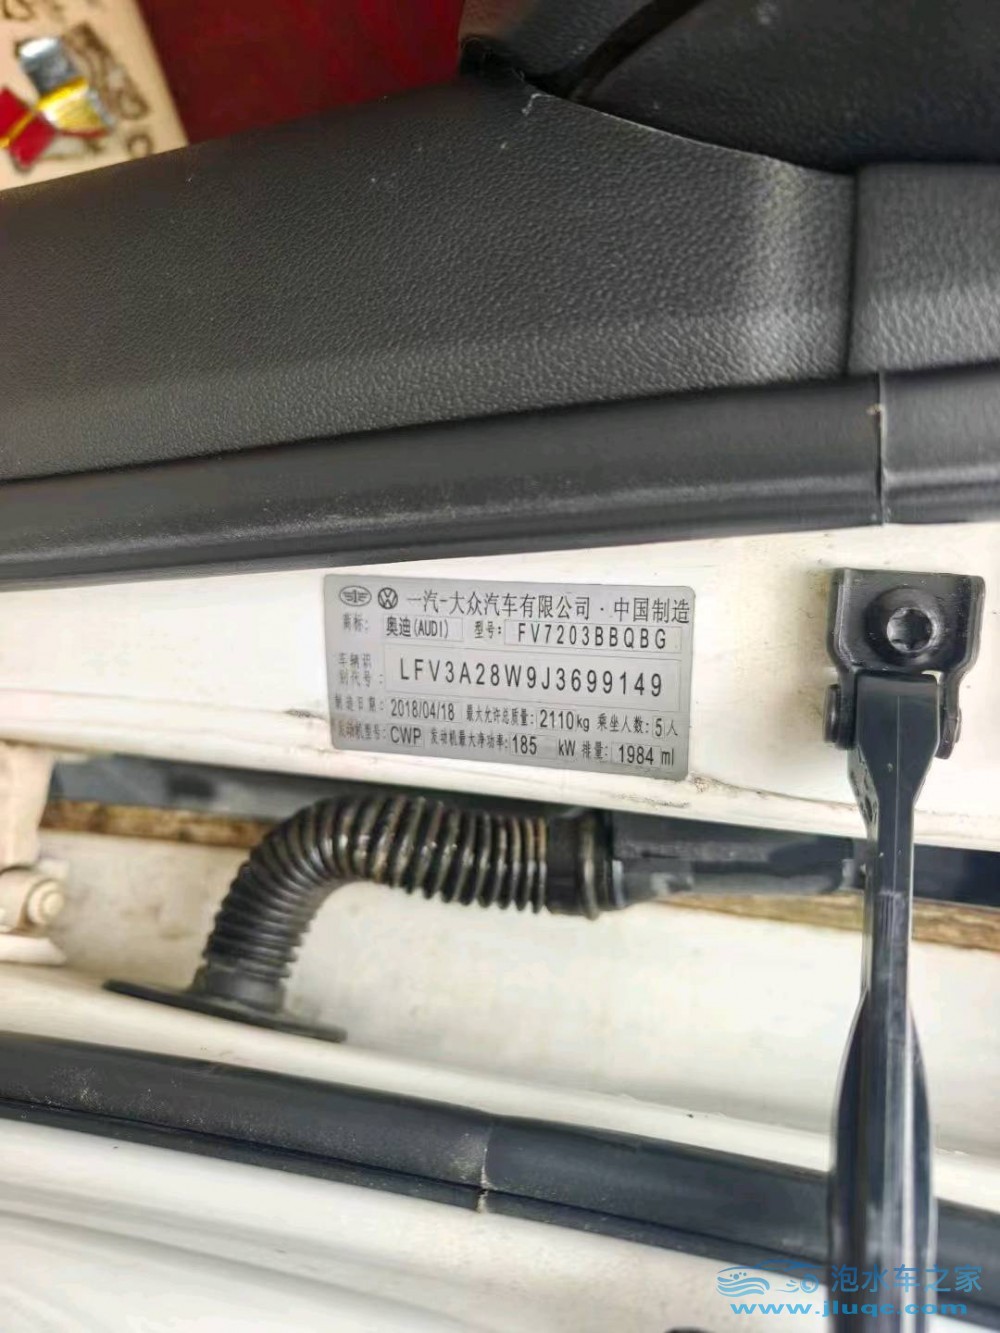 一汽-大众汽车有限公司·中国制造
商标: 奥迪(AUDI) 型号: FV7203BBQBG
车辆识别代号: LFV3A28W9J3699149
制造日期: 2018/04/18 最大允许总质量: 2110kg 乘坐人数: 5人
发动机型号: CWP 发动机最大净功率: 185 kW 排量: 1984 ml
泡水车之家
www.jluqc.com